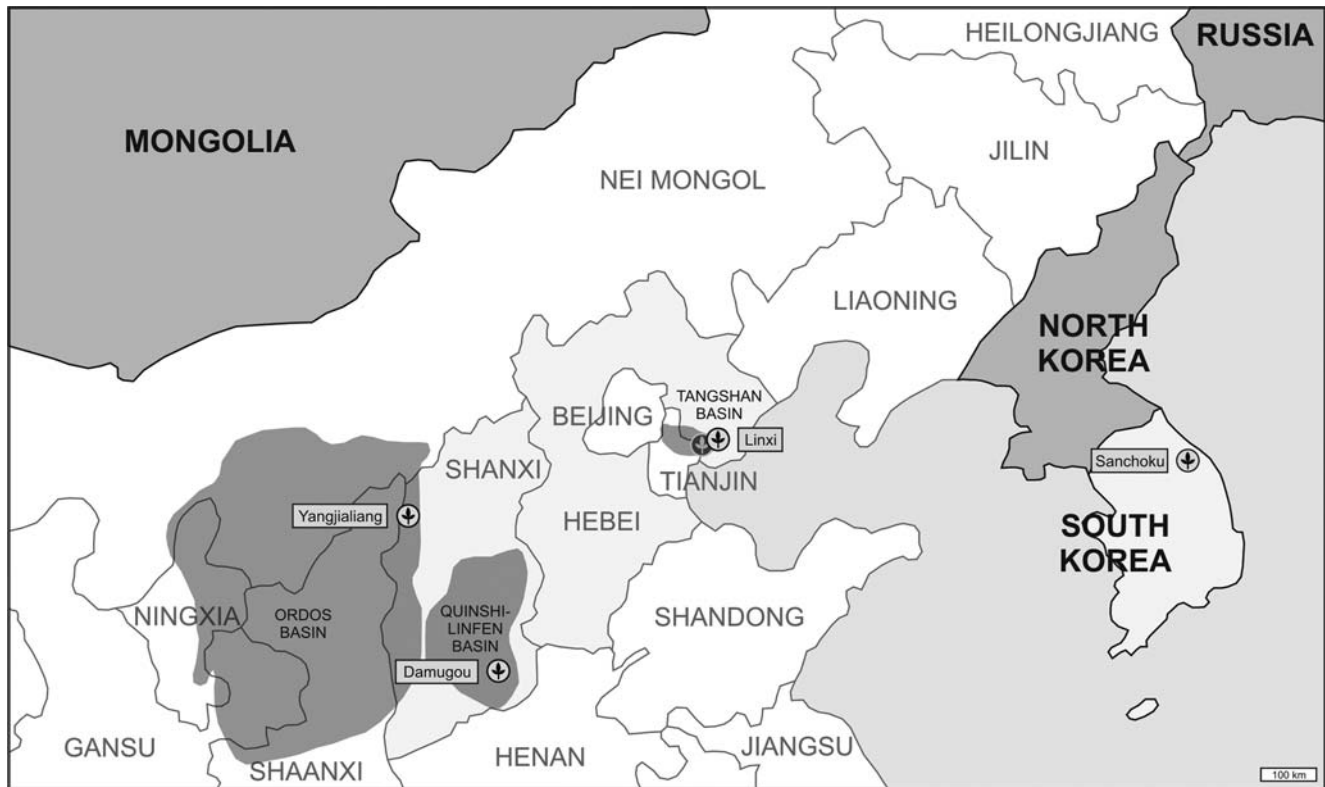 HEILONGJIANG
RUSSIA
MONGOLIA
JILIN
NEI MONGOL
LIAONING
NORTH
KOREA
TANGSHAN
BASIN
BEIJING
Linxi
SHANXI
TIANJIN
Sanchoku
Yangjialiang
HEBEI
SOUTH
KOREA
NINGXIA
ORDOS
BASIN
QUINSHI-
LINFEN
BASIN
SHANDONG
Damugou
GANSU
SHAANXI
HENAN
JIANGSU
100 km